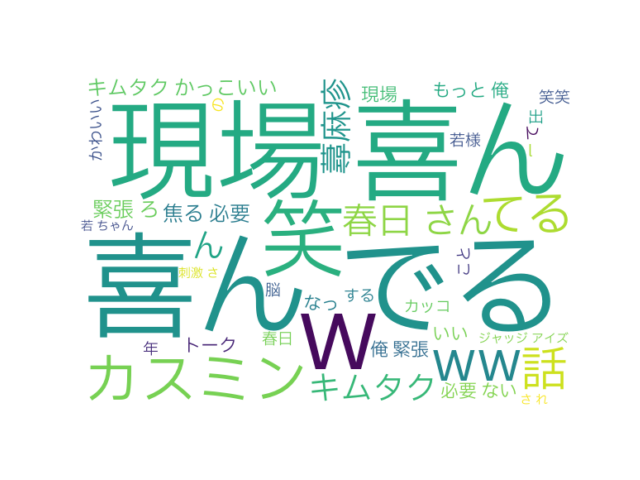 キムタク かっこいい
現場
もっと 俺
笑笑
かわいい
の
蕁麻疹
現場
喜ん
出
若様
とー
緊張 ろ
焦る 必要
笑
春日 さん
てる
若 ちゃん
ん
喜んでる
刺激 さ
脳
なっ
する
カッコ
w
いい
ジャッジ アイズ
年
トーク
春日
俺 緊張
ww
話
カスミン
キムタク
必要 ない
され